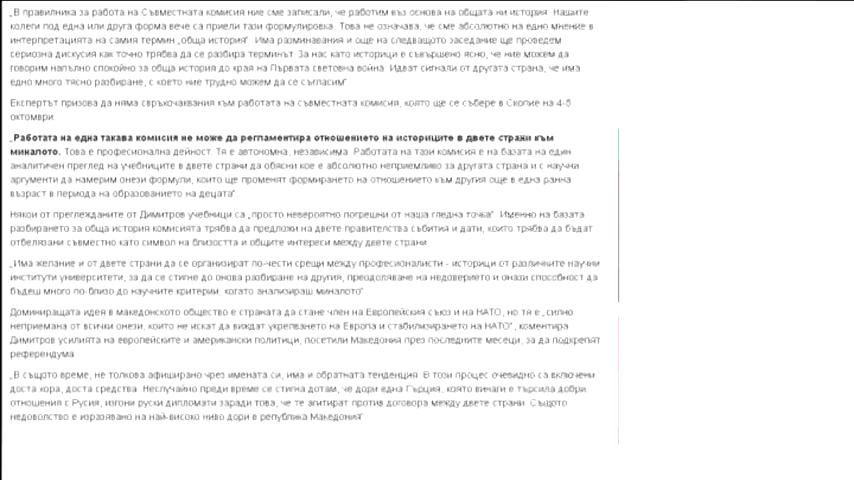 „В правилника за работа на Съвместната комисия ние сме записали, че работим въз основа на общата ни история. Нашите
колеги под една или друга форма вече са приели тази формулировка. Това не означава, че сме абсолютно на едно мнение в
интерпретацията на самия термин „обща история“. Има разминавания и още на следващото заседание ще проведем
сериозна дискусия как точно трябва да се разбира терминът. За нас като историци е съвършено ясно, че ние можем да
говорим напълно спокойно за обща история до края на Първата световна война. Идват сигнали от другата страна, че има
едно много тясно разбиране, с което ние трудно можем да се съгласим“
Експертът призова да няма свръхочаквания към работата на съвместната комисия, която ще се събере в Скопие на 4-5
октомври.
„Работата на една такава комисия не може да регламентира отношението на историците в двете страни към
миналото. Това е професионална дейност. Тя е автономна, независима. Работата на тази комисия е на базата на един
аналитичен преглед на учебниците в двете страни да обясни кое е абсолютно неприемливо за другата страна и с научни
аргументи да намерим онези формули, които ще променят формирането на отношението към другия още в една ранна
възраст в периода на образованието на децата“
Някои от преглежданите от Димитров учебници са „просто невероятно погрешни от наша гледна точка“. Именно на базата
разбирането за обща история комисията трябва да предложи на двете правителства събития и дати, които трябва да бъдат
отбелязани съвместно като символ на близостта и общите интереси между двете страни.
„Има желание и от двете страни да се организират по-чести срещи между професионалисти - историци от различните научни
институти университети, за да се стигне до онова разбиране на другия, преодоляване на недоверието и онази способност да
бъдеш много по-близо до научните критерии, когато анализираш миналото“
Доминиращата идея в македонското общество е страната да стане член на Европейския съюз и на НАТО, но тя е „силно
неприемана от всички онези, които не искат да виждат укрепването на Европа и стабилизирането на НАТО“, коментира
Димитров усилията на европейските и американски политици, посетили Македония през последните месеци, за да подкрепят
референдума.
„В същото време, не толкова афиширано чрез имената си, има и обратната тенденция. В този процес очевидно са включени
доста хора, доста средства. Неслучайно преди време се стигна дотам, че дори една Гърция, която винаги е търсила добри
отношения с Русия, изгони руски дипломати заради това, че те агитират против договора между двете страни. Същото
недоволство е изразявано на най-високо ниво дори в република Македония“